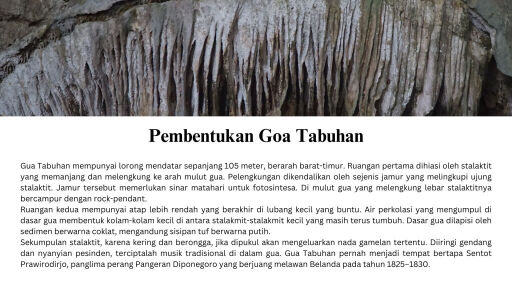 Pembentukan Goa Tabuhan
Gua Tabuhan mempunyai lorong mendatar sepanjang 105 meter, berarah barat-timur. Ruangan pertama dihiasi oleh stalaktit
yang memanjang dan melengkung ke arah mulut gua. Pelengkungan dikendalikan oleh sejenis jamur yang melingkupi ujung
stalaktit. Jamur tersebut memerlukan sinar matahari untuk fotosintesa. Di mulut gua yang melengkung lebar stalaktitnya
bercampur dengan rock-pendant.
Ruangan kedua mempunyai atap lebih rendah yang berakhir di lubang kecil yang buntu. Air perkolasi yang mengumpul di
dasar gua membentuk kolam-kolam kecil di antara stalakmit-stalakmit kecil yang masih terus tumbuh. Dasar gua dilapisi oleh
sedimen berwarna coklat, mengandung sisipan tuf berwarna putih.
Sekumpulan stalaktit, karena kering dan berongga, jika dipukul akan mengeluarkan nada gamelan tertentu. Diiringi gendang
dan nyanyian pesinden, terciptalah musik tradisional di dalam gua. Gua Tabuhan pernah menjadi tempat bertapa Sentot
Prawirodirjo, panglima perang Pangeran Diponegoro yang berjuang melawan Belanda pada tahun 1825–1830.